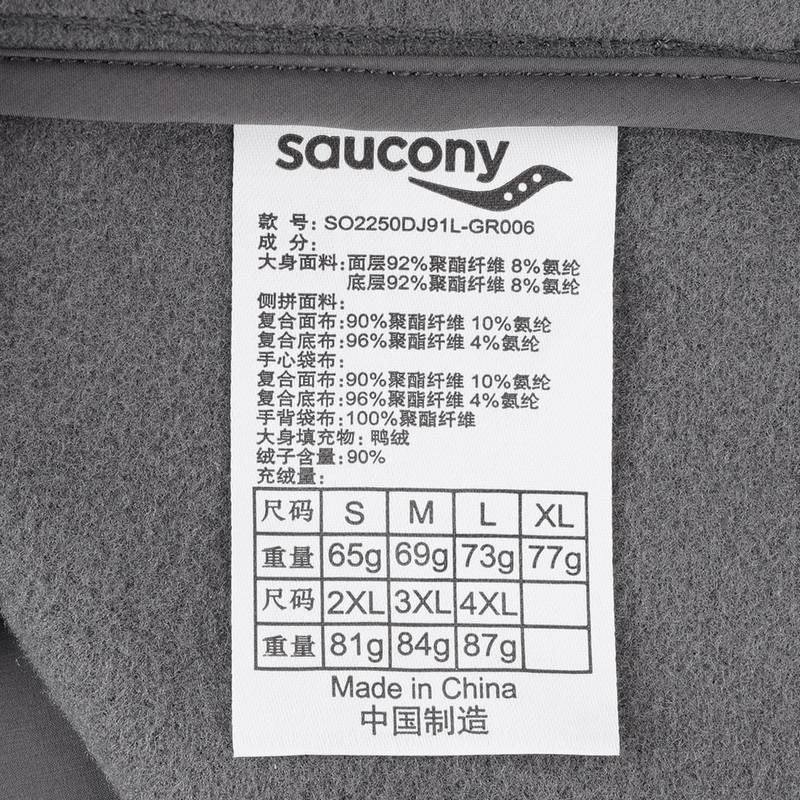 saucony
款 号: SO2250DJ91L-GR006
成 分:
大身面料:面层92%聚酯纤维 8%氨纶
底层92%聚酯纤维 8%氨纶
侧拼面料:
复合面布:90%聚酯纤维 10%氨纶
复合底布:96%聚酯纤维 4%氨纶
手心袋布:
复合面布:90%聚酯纤维 10%氨纶
复合底布:96%聚酯纤维 4%氨纶
手背袋布:100%聚酯纤维
大身填充物: 鸭绒
绒子含量:90%
充绒量:
尺码 S M L XL
重量 65g 69g 73g 77g
尺码 2XL 3XL 4XL
重量 81g 84g 87g
Made in China
中国制造